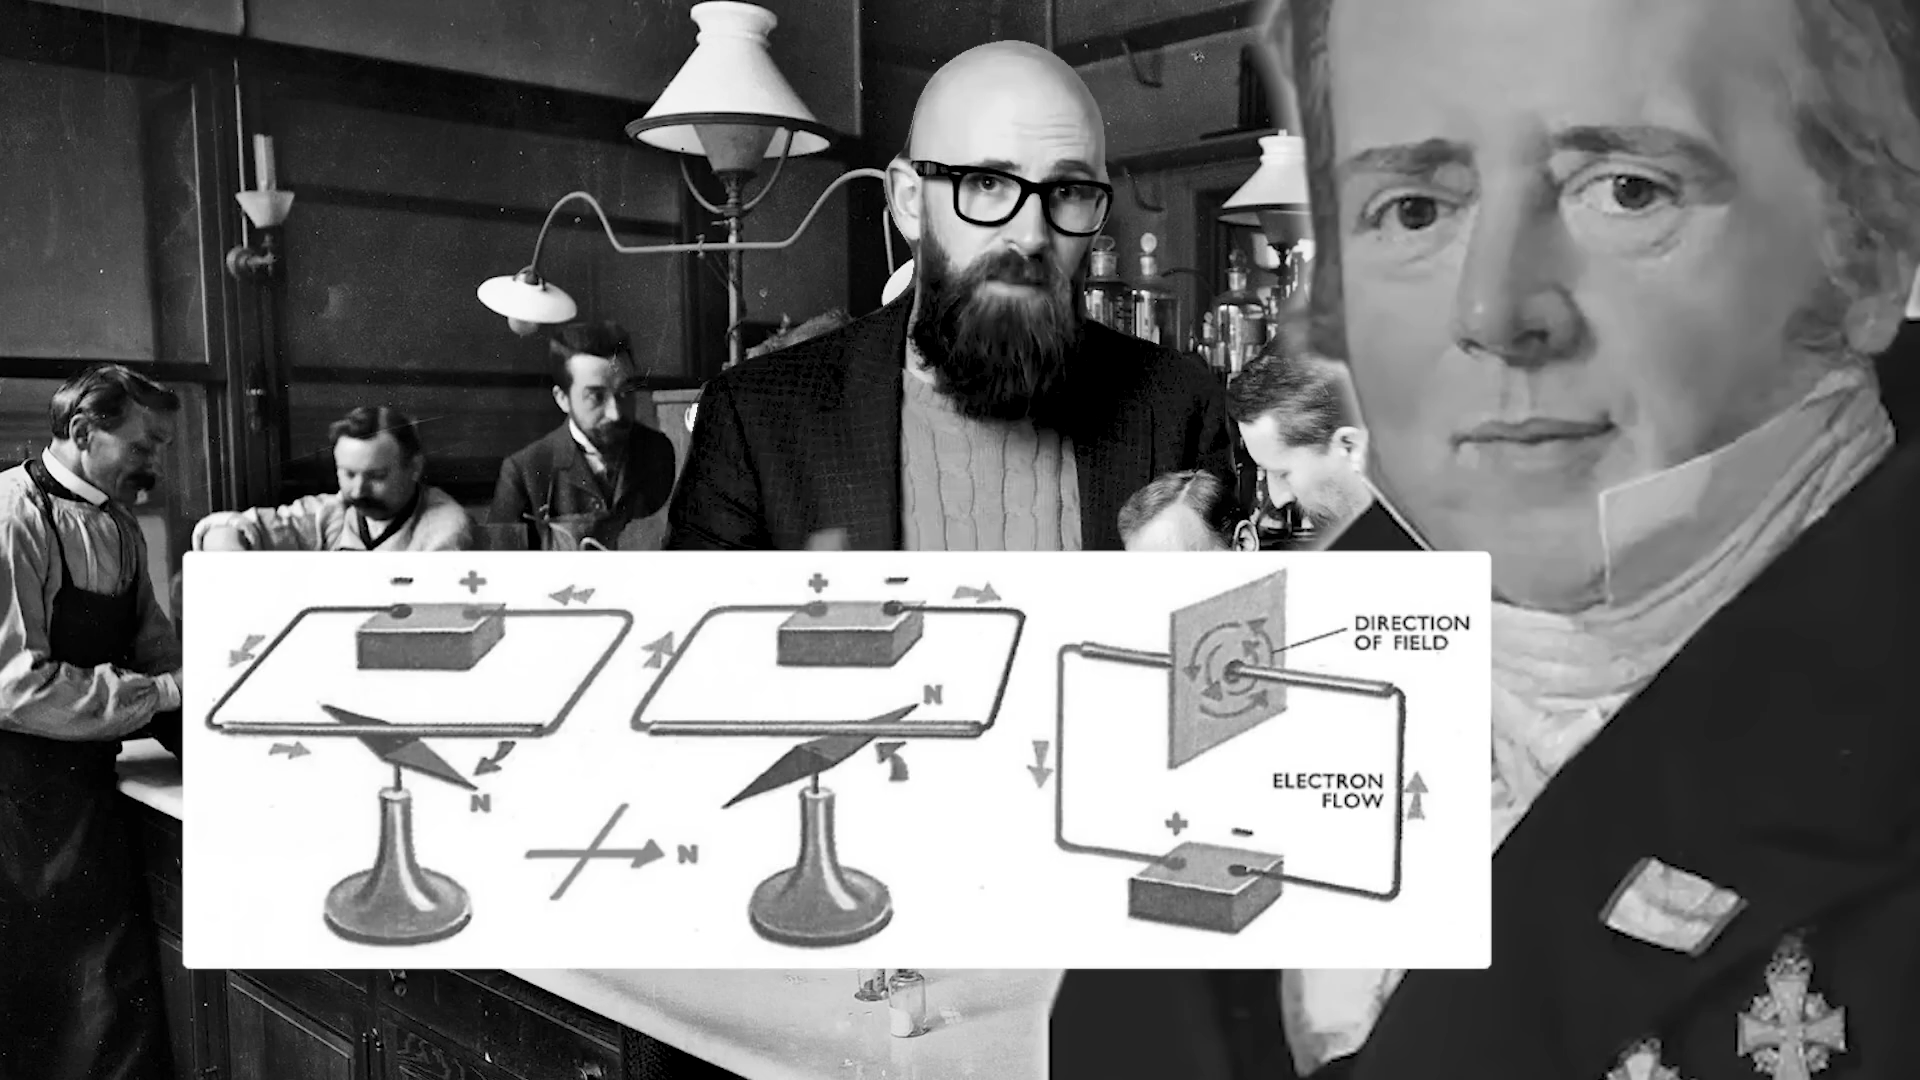 - +
+ -
N
N
N
DIRECTION
OF FIELD
ELECTRON
FLOW
+ -